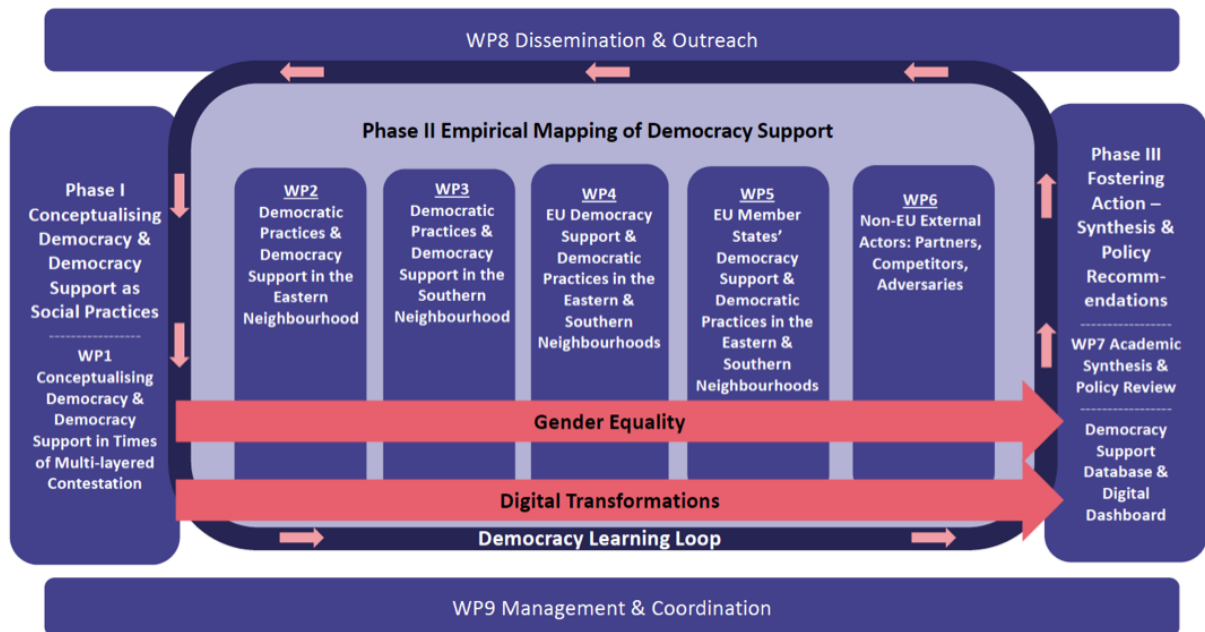 WP8 Dissemination & Outreach
Phase I
Conceptualising
Democracy &
Democracy
Support as
Social Practices
------------------
WP1
Conceptualising
Democracy &
Democracy
Support in Times
of Multi-layered
Contestation
Phase II Empirical Mapping of Democracy Support
WP2
Democratic
Practices &
Democracy
Support in the
Eastern
Neighbourhood
WP3
Democratic
Practices &
Democracy
Support in the
Southern
Neighbourhood
WP4
EU Democracy
Support &
Democratic
Practices in the
Eastern &
Southern
Neighbourhoods
WP5
EU Member
States’
Democracy
Support &
Democratic
Practices in the
Eastern &
Southern
Neighbourhoods
WP6
Non-EU External
Actors: Partners,
Competitors,
Adversaries
Gender Equality
Digital Transformations
Democracy Learning Loop
Phase III
Fostering
Action –
Synthesis &
Policy
Recomm-
endations
------------------
WP7 Academic
Synthesis &
Policy Review
------------------
Democracy
Support
Database &
Digital
Dashboard
WP9 Management & Coordination